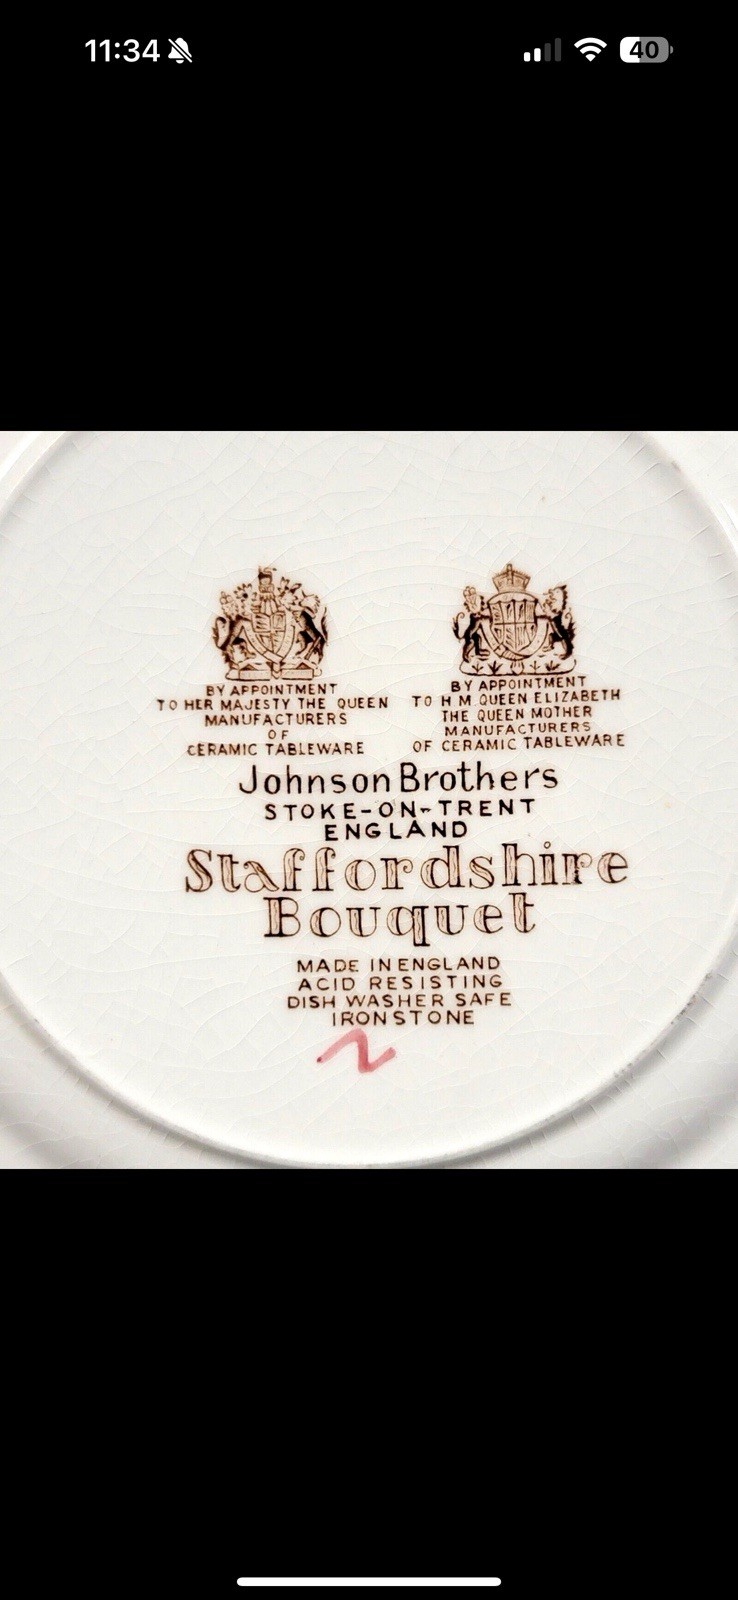 11:34
40
BY APPOINTMENT
TO HER MAJESTY THE QUEEN
MANUFACTURERS
OF
CERAMIC TABLEWARE
BY APPOINTMENT
TO H M QUEEN ELIZABETH
THE QUEEN MOTHER
MANUFACTURERS
OF CERAMIC TABLEWARE
Johnson Brothers
STOKE-ON-TRENT
ENGLAND
Staffordshire
Bouquet
MADE IN ENGLAND
ACID RESISTING
DISH WASHER SAFE
IRONSTONE